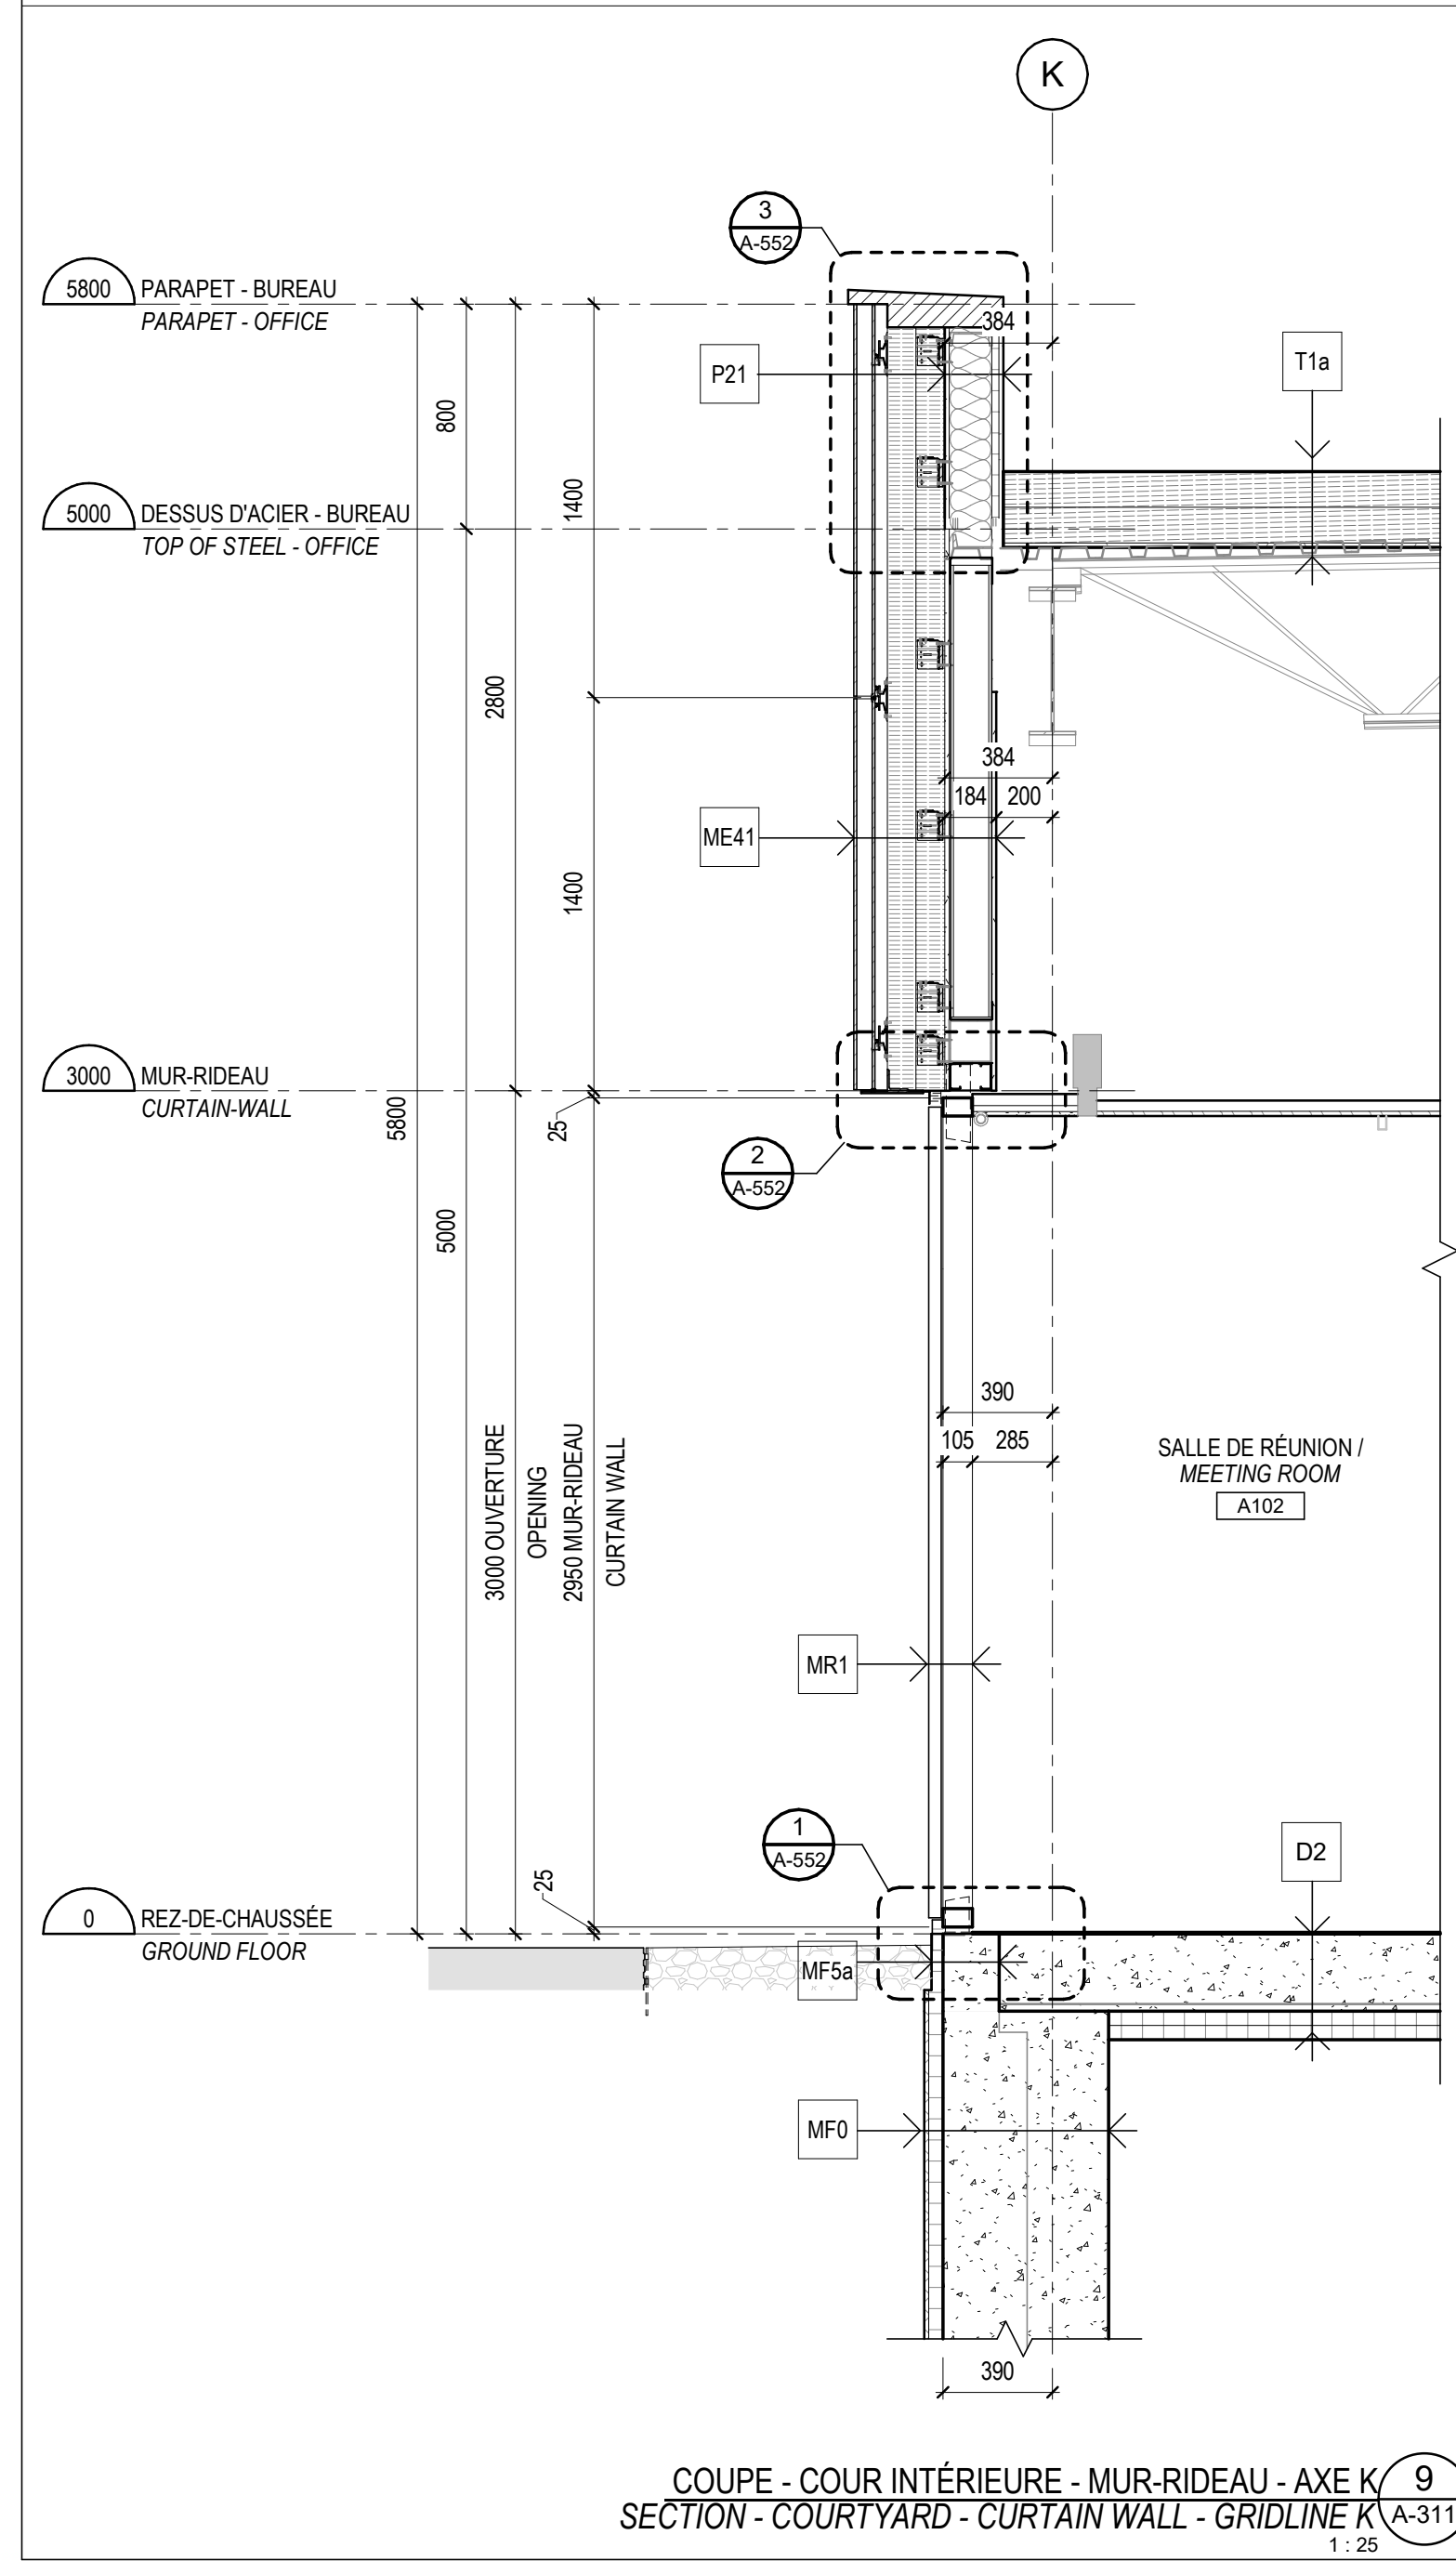 K
3
A-552
5800
PARAPET - BUREAU
PARAPET - OFFICE
384
P21
T1a
800
1400
5000
DESSUS D'ACIER - BUREAU
TOP OF STEEL - OFFICE
2800
384
184
200
ME41
1400
3000
MUR-RIDEAU
CURTAIN-WALL
5800
25
2
A-552
5000
390
105
285
SALLE DE RÉUNION /
MEETING ROOM
A102
3000 OUVERTURE
OPENING
2950 MUR-RIDEAU
CURTAIN WALL
MR1
1
A-552
D2
25
0
REZ-DE-CHAUSSÉE
GROUND FLOOR
MF5a
MF0
390
COUPE - COUR INTÉRIEURE - MUR-RIDEAU - AXE K
SECTION - COURTYARD - CURTAIN WALL - GRIDLINE K
9
A-311
1 : 25